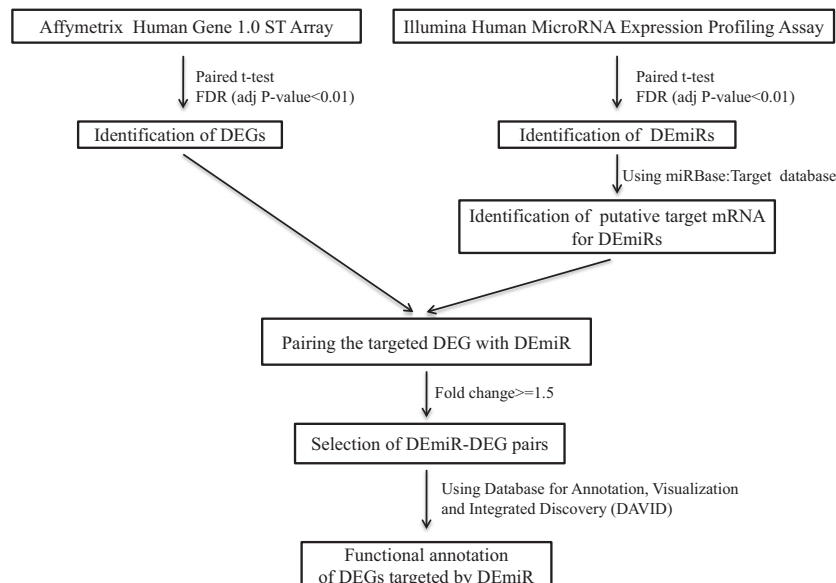 Affymetrix Human Gene 1.0 ST Array
Illumina Human MicroRNA Expression Profiling Assay
Paired t-test
FDR (adj P-value<0.01)
Paired t-test
FDR (adj P-value<0.01)
Identification of DEGs
Identification of DEmiRs
Using miRBase:Target database
Identification of putative target mRNA
for DEmiRs
Pairing the targeted DEG with DEmiR
Fold change>=1.5
Selection of DEmiR-DEG pairs
Using Database for Annotation, Visualization
and Integrated Discovery (DAVID)
Functional annotation
of DEGs targeted by DEmiR